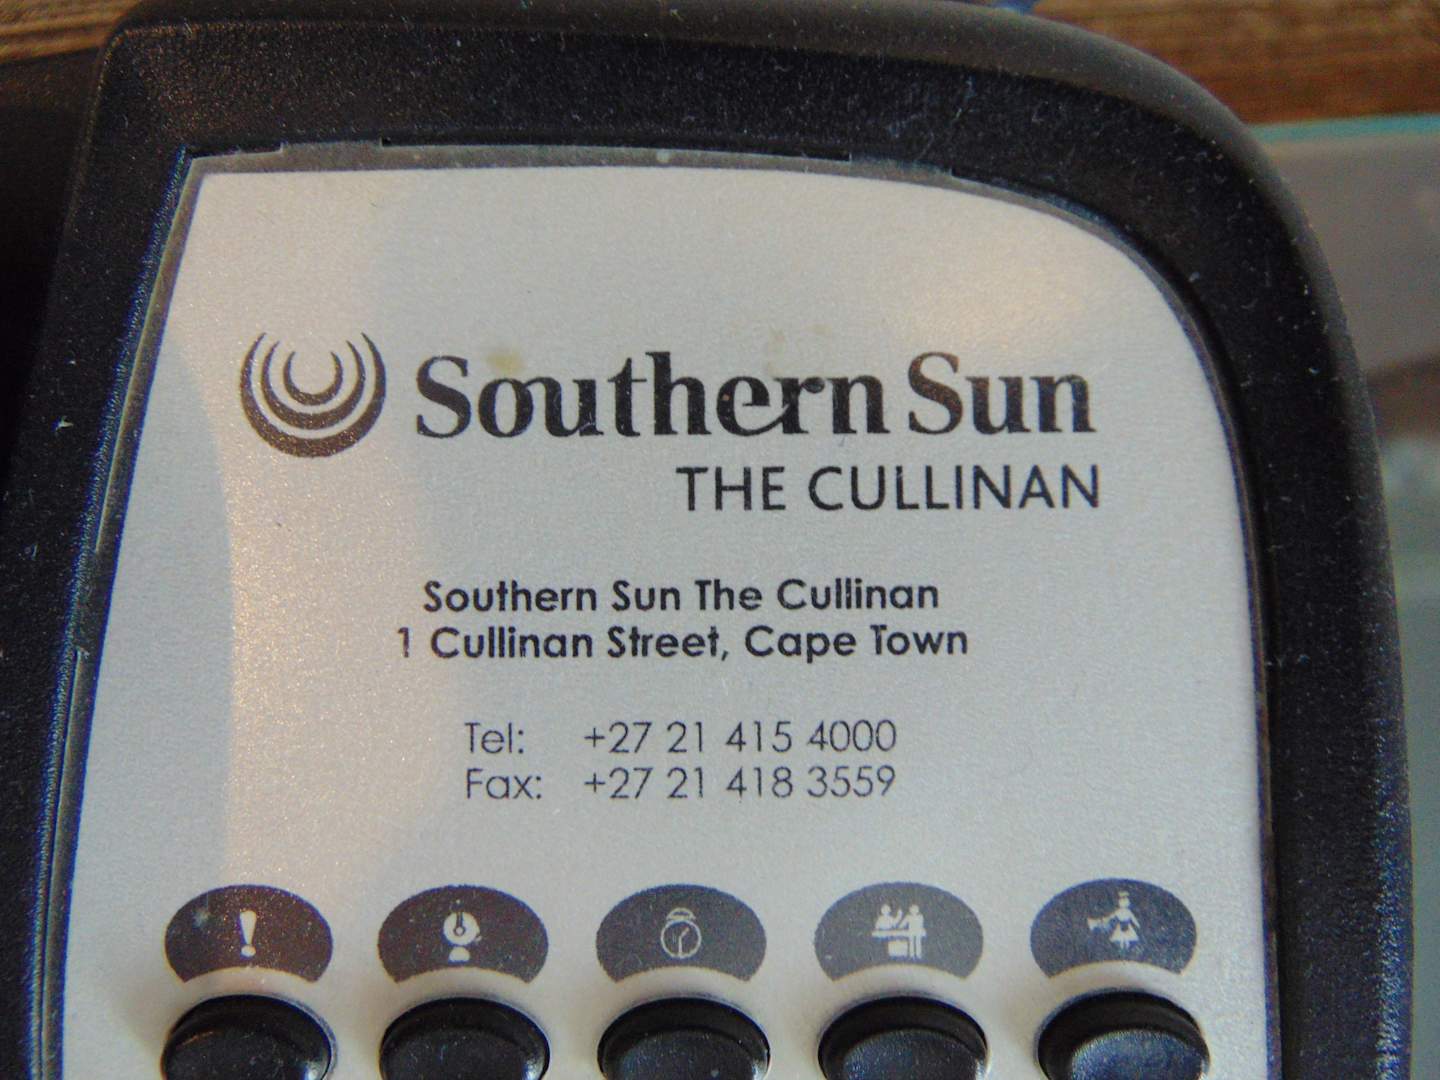 Southern Sun
THE CULLINAN
Southern Sun The Cullinan
1 Cullinan Street, Cape Town
Tel: +27 21 415 4000
Fax: +27 21 418 3559
!